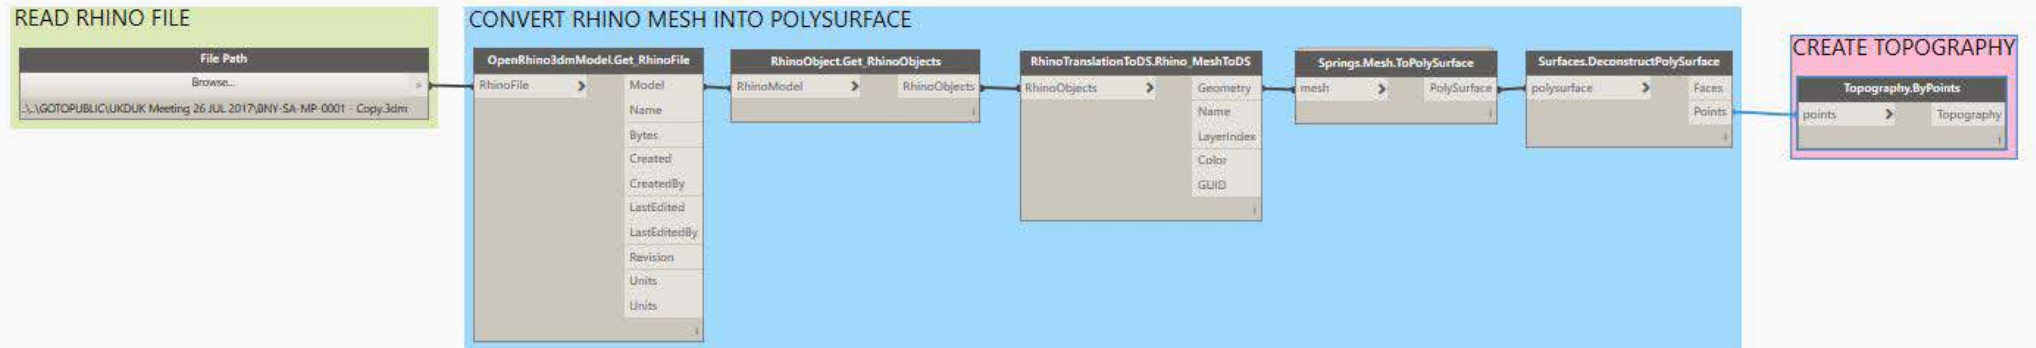 READ RHINO FILE
File Path
Browse...
>
..\..\GOTOPUBLIC\UKDUK Meeting 26 JUL 2017\BNY-SA-MP-0001 - Copy.3dm
CONVERT RHINO MESH INTO POLYSURFACE
OpenRhino3dmModel.Get_RhinoFile
RhinoFile > Model
Name
Bytes
Created
CreatedBy
LastEdited
LastEditedBy
Revision
Units
Units
RhinoObject.Get_RhinoObjects
RhinoModel > RhinoObjects
RhinoTranslationToDS.Rhino_MeshToDS
RhinoObjects > Geometry
Name
LayerIndex
Color
GUID
Springs.Mesh.ToPolySurface
mesh > PolySurface
Surfaces.DeconstructPolySurface
polysurface > Faces
Points
CREATE TOPOGRAPHY
Topography.ByPoints
points > Topography